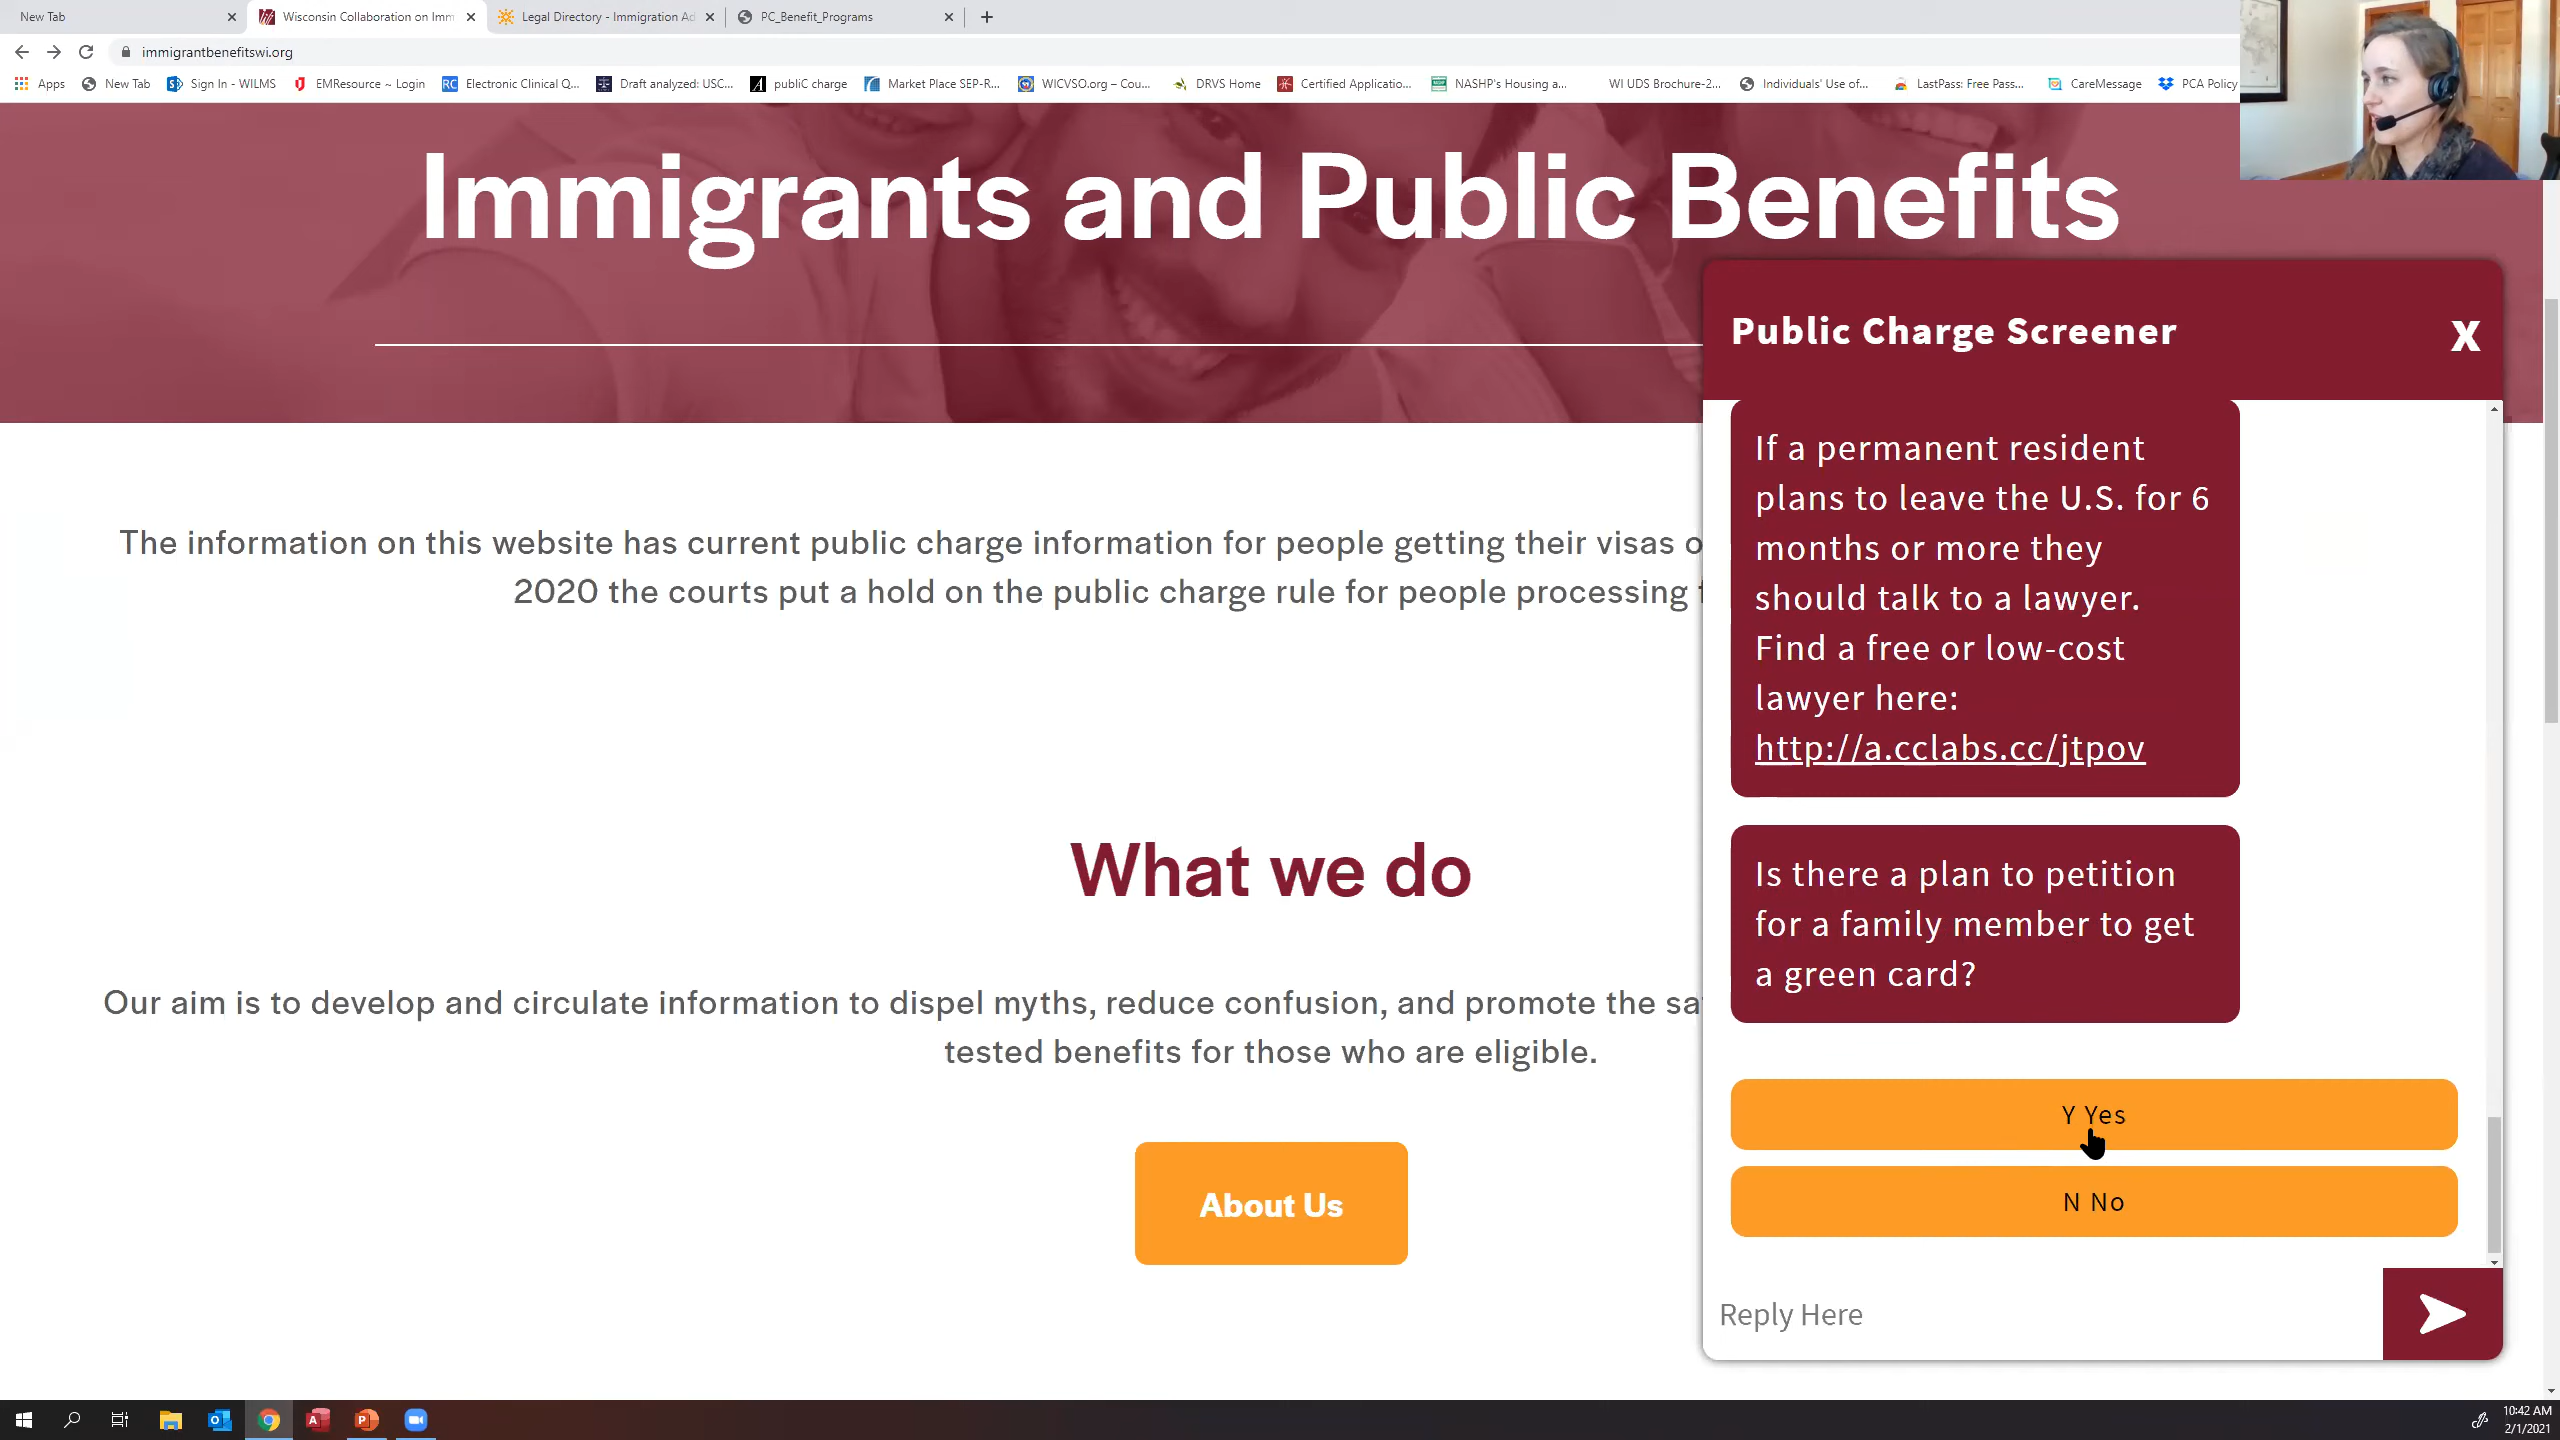 New Tab
Wisconsin Collaboration on Imm
Legal Directory - Immigration Ad
PC_Benefit_Programs
immigrantbenefitswi.org
Apps
New Tab
Sign In - WILMS
EMResource ~ Login
Electronic Clinical Q...
Draft analyzed: USC...
publiC charge
Market Place SEP-R...
WICVSO.org – Cou...
DRVS Home
Certified Applicatio...
NASHP's Housing a...
WI UDS Brochure-2...
Individuals' Use of...
LastPass: Free Pass...
CareMessage
PCA Policy
Immigrants and Public Benefits
The information on this website has current public charge information for people getting their visas o
2020 the courts put a hold on the public charge rule for people processing
What we do
Our aim is to develop and circulate information to dispel myths, reduce confusion, and promote the sa
tested benefits for those who are eligible.
About Us
Public Charge Screener
X
If a permanent resident
plans to leave the U.S. for 6
months or more they
should talk to a lawyer.
Find a free or low-cost
lawyer here:
http://a.cclabs.cc/jtpov
Is there a plan to petition
for a family member to get
a green card?
Y Yes
N No
Reply Here
10:42 AM
2/1/2021